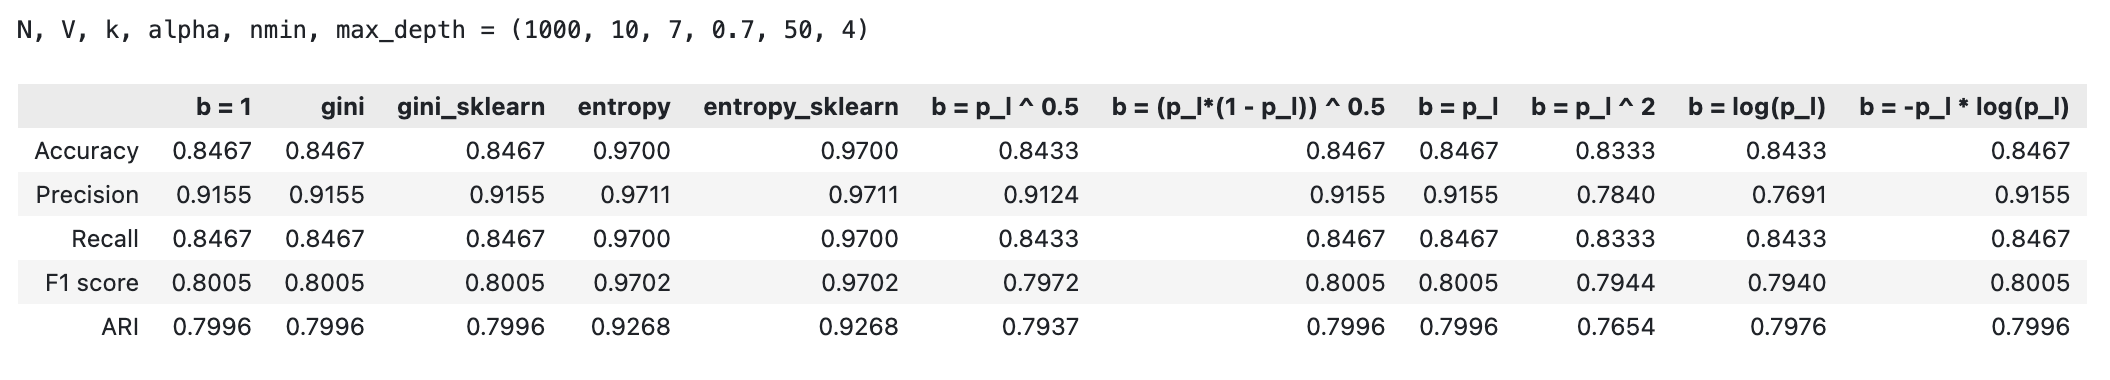 N, V, k, alpha, nmin, max_depth = (1000, 10, 7, 0.7, 50, 4)
b = 1 gini gini_sklearn entropy entropy_sklearn b = p_l ^ 0.5 b = (p_l*(1 - p_l)) ^ 0.5 b = p_l b = p_l ^ 2 b = log(p_l) b = -p_l * log(p_l)
Accuracy 0.8467 0.8467 0.8467 0.9700 0.9700 0.8433 0.8467 0.8467 0.8333 0.8433 0.8467
Precision 0.9155 0.9155 0.9155 0.9711 0.9711 0.9124 0.9155 0.9155 0.7840 0.7691 0.9155
Recall 0.8467 0.8467 0.8467 0.9700 0.9700 0.8433 0.8467 0.8467 0.8333 0.8433 0.8467
F1 score 0.8005 0.8005 0.8005 0.9702 0.9702 0.7972 0.8005 0.8005 0.7944 0.7940 0.8005
ARI 0.7996 0.7996 0.7996 0.9268 0.9268 0.7937 0.7996 0.7996 0.7654 0.7976 0.7996